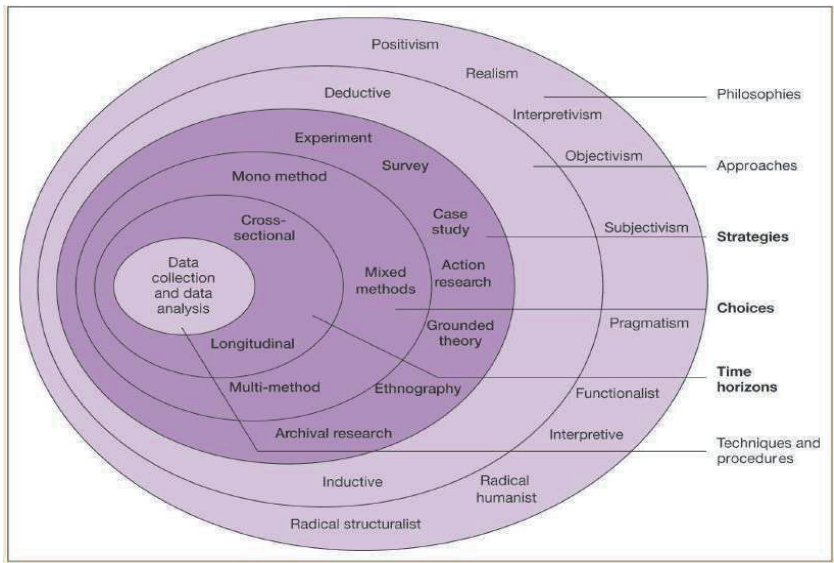 Positivism
Realism
Philosophies
Deductive
Interpretivism
Experiment
Objectivism
Survey
Approaches
Mono method
Cross-
sectional
Case
study
Subjectivism
Strategies
Data
collection
and data
analysis
Mixed
methods
Action
research
Choices
Pragmatism
Grounded
theory
Longitudinal
Time
horizons
Multi-method
Ethnography
Functionalist
Archival research
Interpretive
Techniques and
procedures
Inductive
Radical
humanist
Radical structuralist